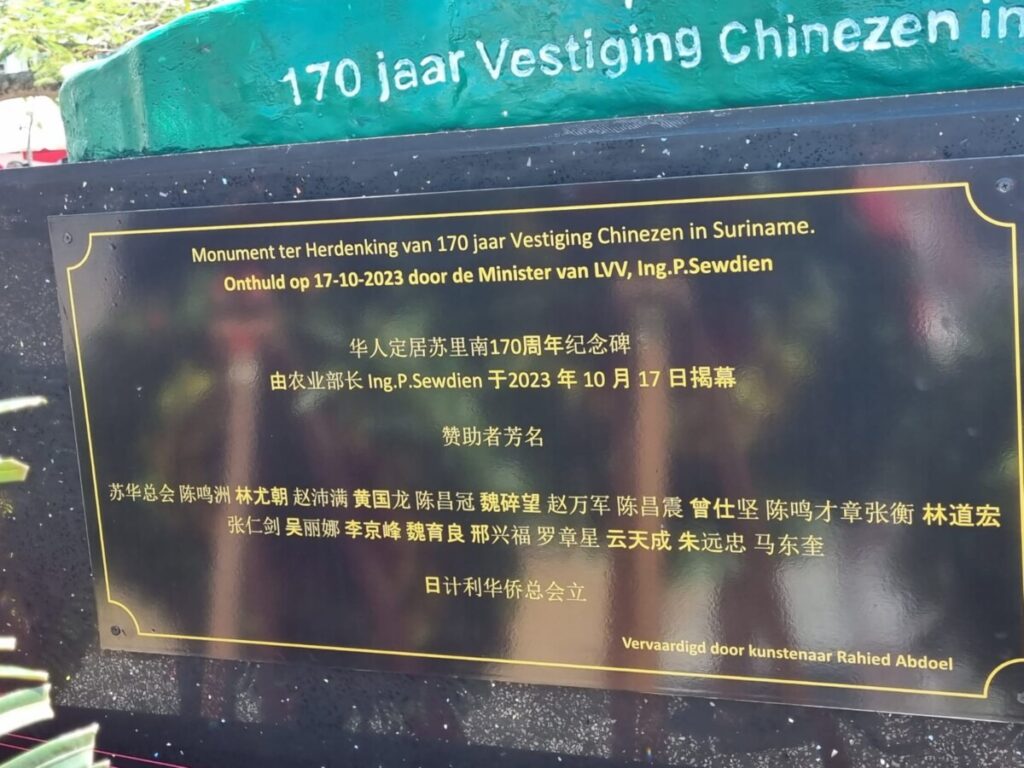 170 jaar Vestiging Chinezen in
Monument ter Herdenking van 170 jaar Vestiging Chinezen in Suriname.
Onthuld op 17-10-2023 door de Minister van LVV, Ing.P.Sewdien
华人定居苏里南170周年纪念碑
由农业部长 Ing.P.Sewdien 于2023 年 10 月 17 日揭幕
赞助者芳名
苏华总会 陈鸣洲 林尤朝 赵沛满 黄国龙 陈昌冠 魏碎望 赵万军 陈昌震 曾仕坚 陈鸣才章张衡 林道宏
张仁剑 吴丽娜 李京峰 魏育良 邢兴福 罗章星 云天成 朱远忠 马东奎
日计利华侨总会立
Vervaardigd door kunstenaar Rahied Abdoel